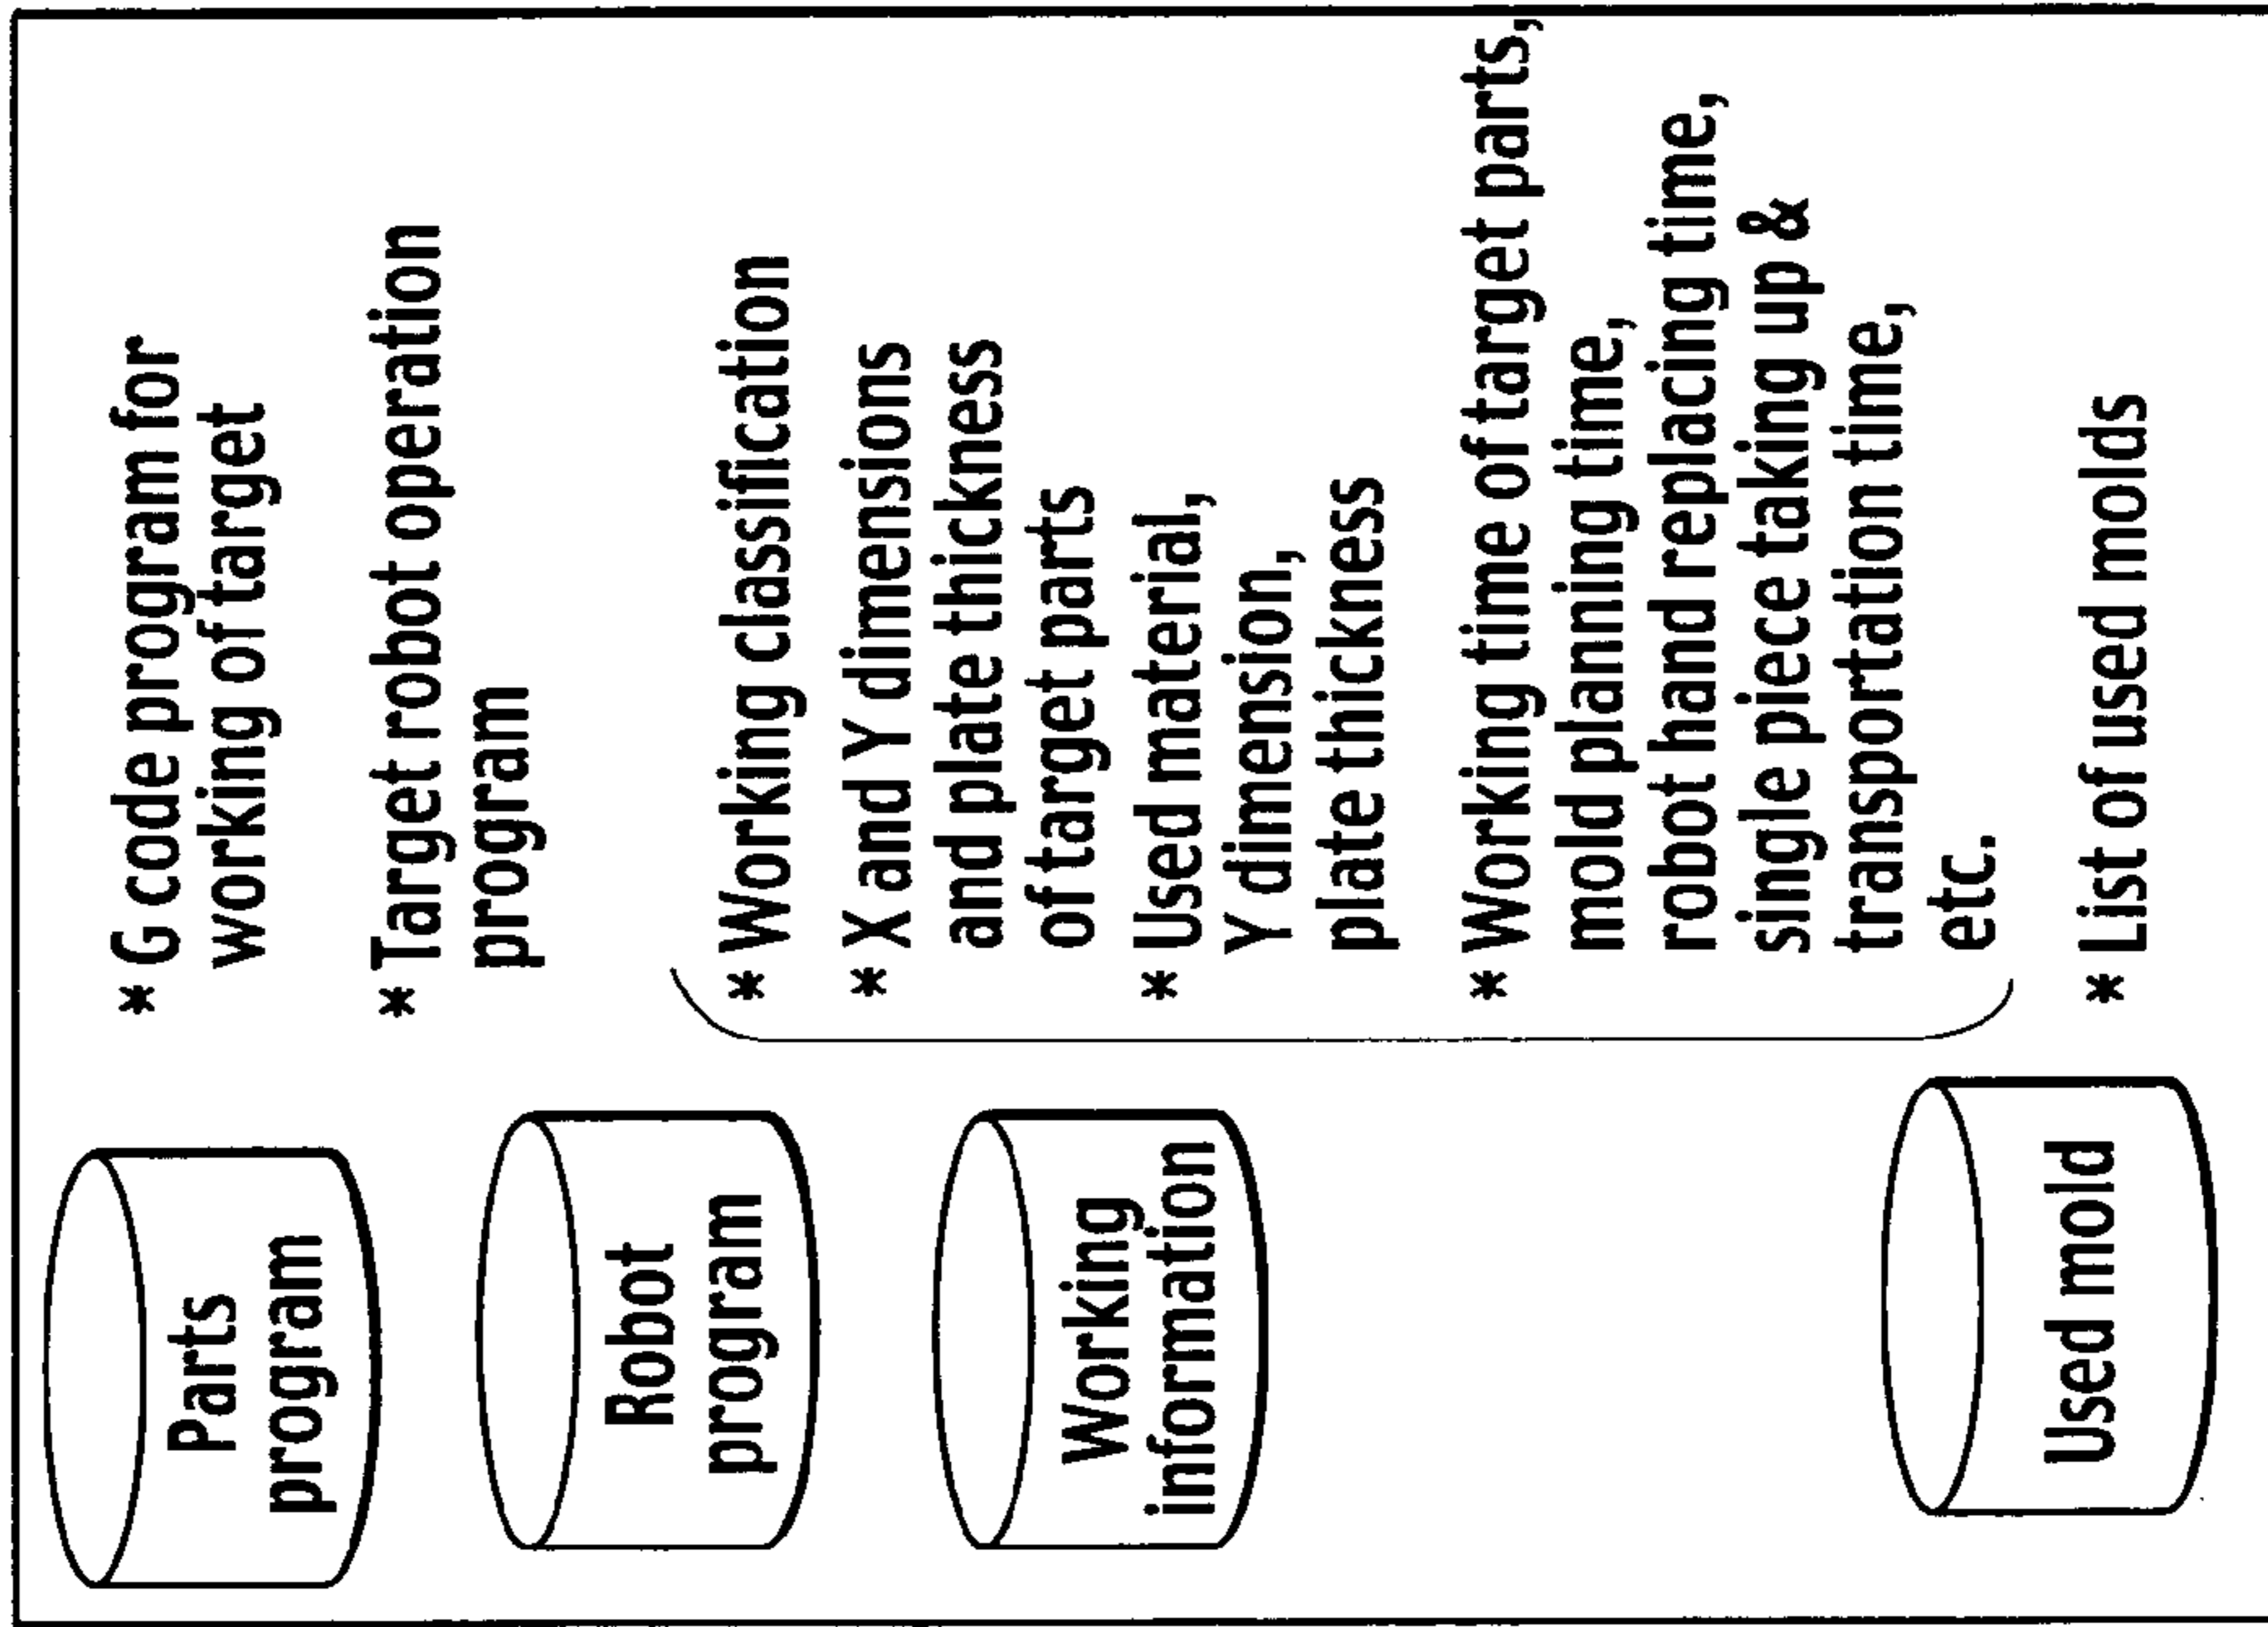 Parts
program
* G code program for
working of target
Robot
program
* Target robot operation
program
Working
information
* Working classification
* X and Y dimensions
and plate thickness
of target parts
* Used material,
Y dimension,
plate thickness
* Working time of target parts,
mold planning time,
robot hand replacing time,
single piece taking up &
transportation time,
etc.
Used mold
* List of used molds